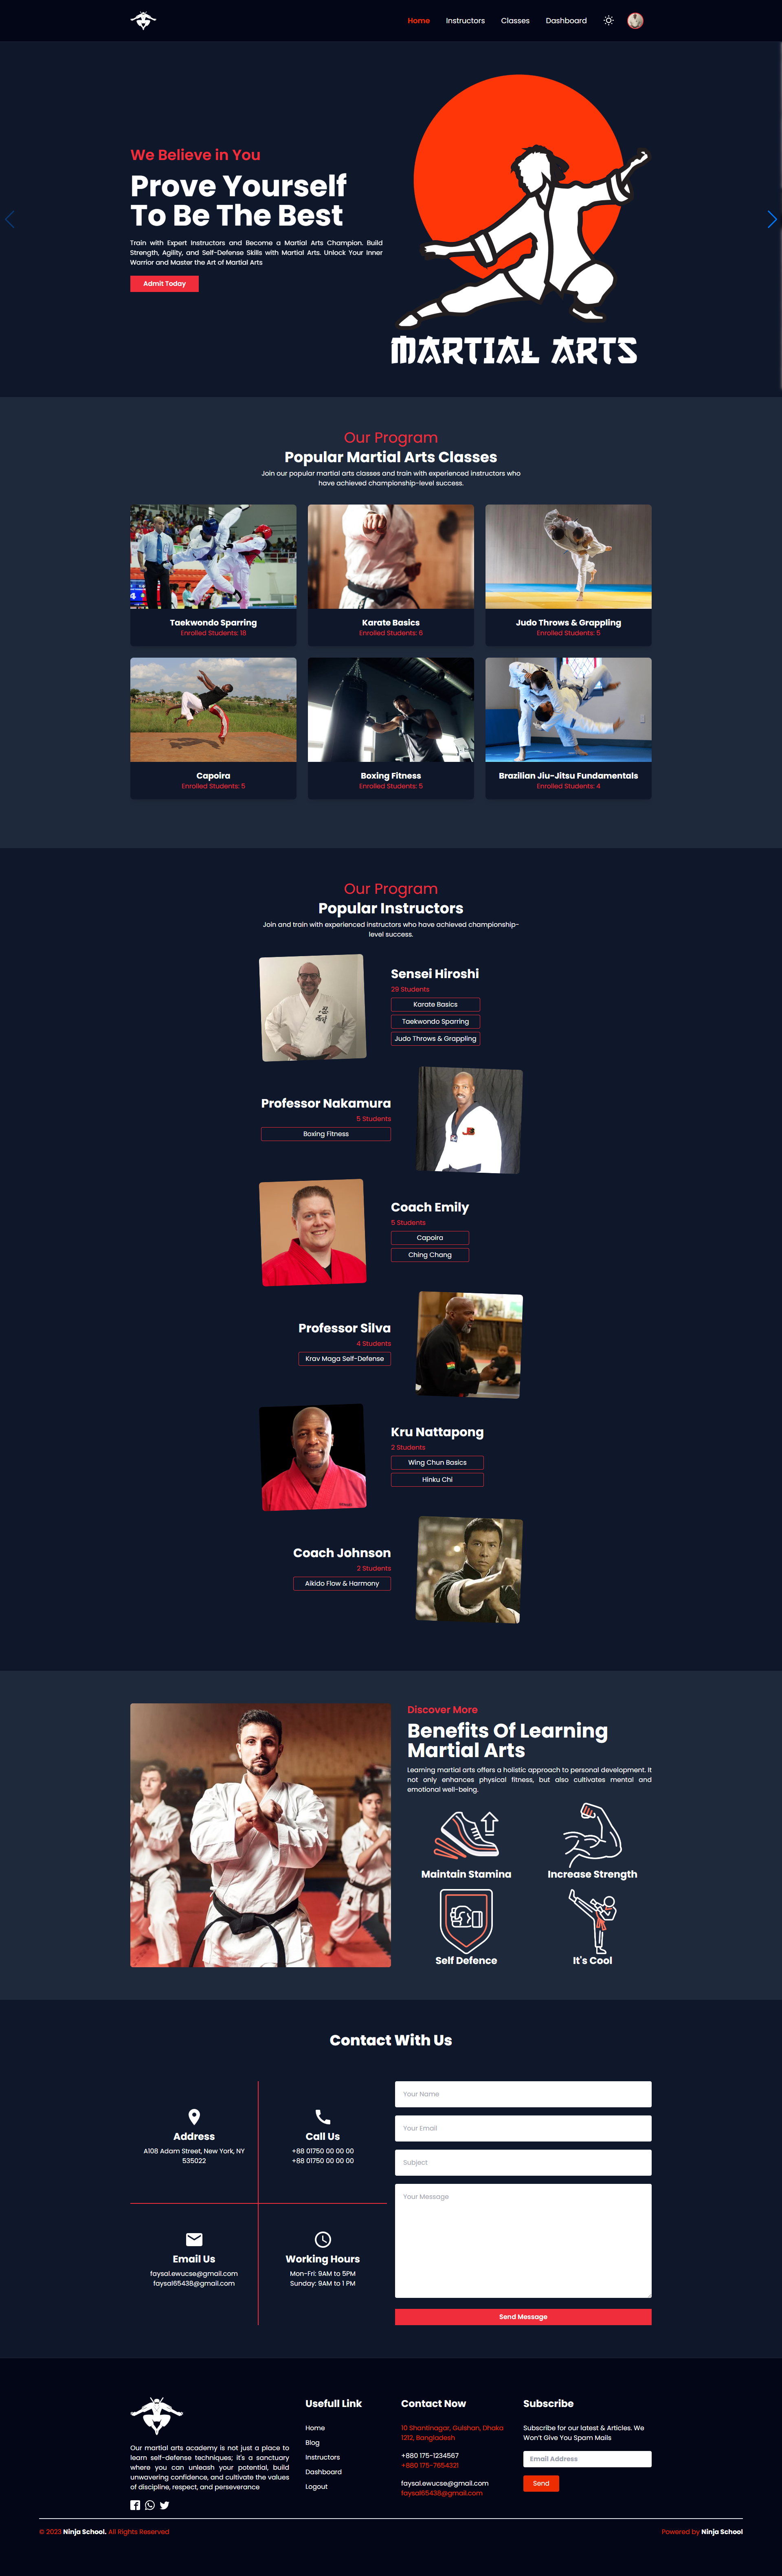 Home Instructors Classes Dashboard
We Believe in You
Prove Yourself
To Be The Best
Train with Expert Instructors and Become a Martial Arts Champion. Build
Strength, Agility, and Self-Defense Skills with Martial Arts. Unlock Your Inner
Warrior and Master the Art of Martial Arts
Admit Today
MARTIAL ARTS
Our Program
Popular Martial Arts Classes
Join our popular martial arts classes and train with experienced instructors who
have achieved championship-level success.
Taekwondo Sparring
Enrolled Students: 18
Karate Basics
Enrolled Students: 6
Judo Throws & Grappling
Enrolled Students: 5
Capoira
Enrolled Students: 5
Boxing Fitness
Enrolled Students: 5
Brazilian Jiu-Jitsu Fundamentals
Enrolled Students: 4
Our Program
Popular Instructors
Join and train with experienced instructors who have achieved championship-
level success.
Sensei Hiroshi
29 Students
Karate Basics
Taekwondo Sparring
Judo Throws & Grappling
Professor Nakamura
5 Students
Boxing Fitness
Coach Emily
5 Students
Capoira
Ching Chang
Professor Silva
4 Students
Krav Maga Self-Defense
Kru Nattapong
2 Students
Wing Chun Basics
Hinku Chi
Coach Johnson
2 Students
Aikido Flow & Harmony
Discover More
Benefits Of Learning
Martial Arts
Learning martial arts offers a holistic approach to personal development. It
not only enhances physical fitness, but also cultivates mental and
emotional well-being.
Maintain Stamina
Increase Strength
Self Defence
It's Cool
Contact With Us
Address
A108 Adam Street, New York, NY
535022
Call Us
+88 01750 00 00 00
+88 01750 00 00 00
Email Us
faysal.ewucse@gmail.com
faysal65438@gmail.com
Working Hours
Mon-Fri: 9AM to 5PM
Sunday: 9AM to 1 PM
Your Name
Your Email
Subject
Your Message
Send Message
Our martial arts academy is not just a place to
learn self-defense techniques; it's a sanctuary
where you can unleash your potential, build
unwavering confidence, and cultivate the values
of discipline, respect, and perseverance
Usefull Link
Home
Blog
Instructors
Dashboard
Logout
Contact Now
16 Shantinagar, Gulshan, Dhaka
1212, Bangladesh
+880 175-1234567
+880 175-7654321
faysal.ewucse@gmail.com
faysal65438@gmail.com
Subscribe
Subscribe for our latest & Articles. We
Won't Give You Spam Mails
Email Address
Send
© 2023 Ninja School. All Rights Reserved
Powered by Ninja School